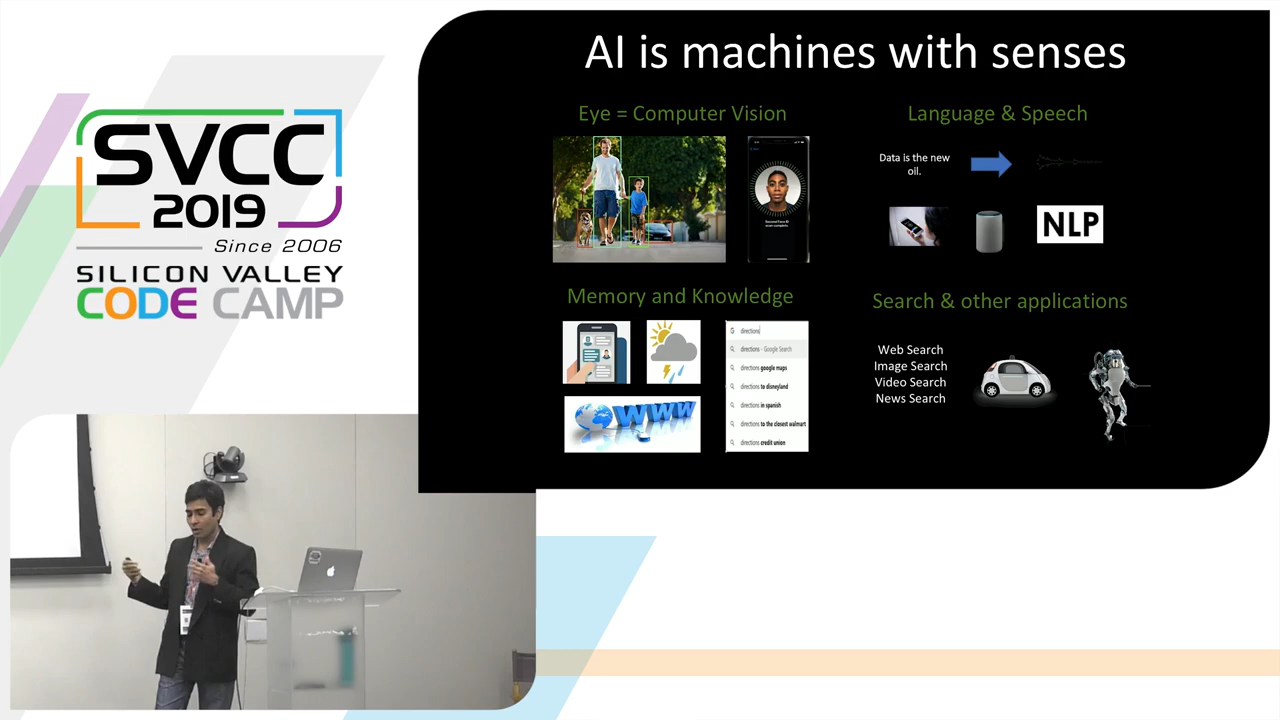 SVCC
2019
Since 2006
SILICON VALLEY
CODE CAMP
AI is machines with senses
Eye = Computer Vision
Language & Speech
Data is the new
oil.
NLP
Memory and Knowledge
www
directions
directions - Google Search
directions google maps
directions to disneyland
directions in spanish
directions to the closest walmart
directions credit union
Search & other applications
Web Search
Image Search
Video Search
News Search